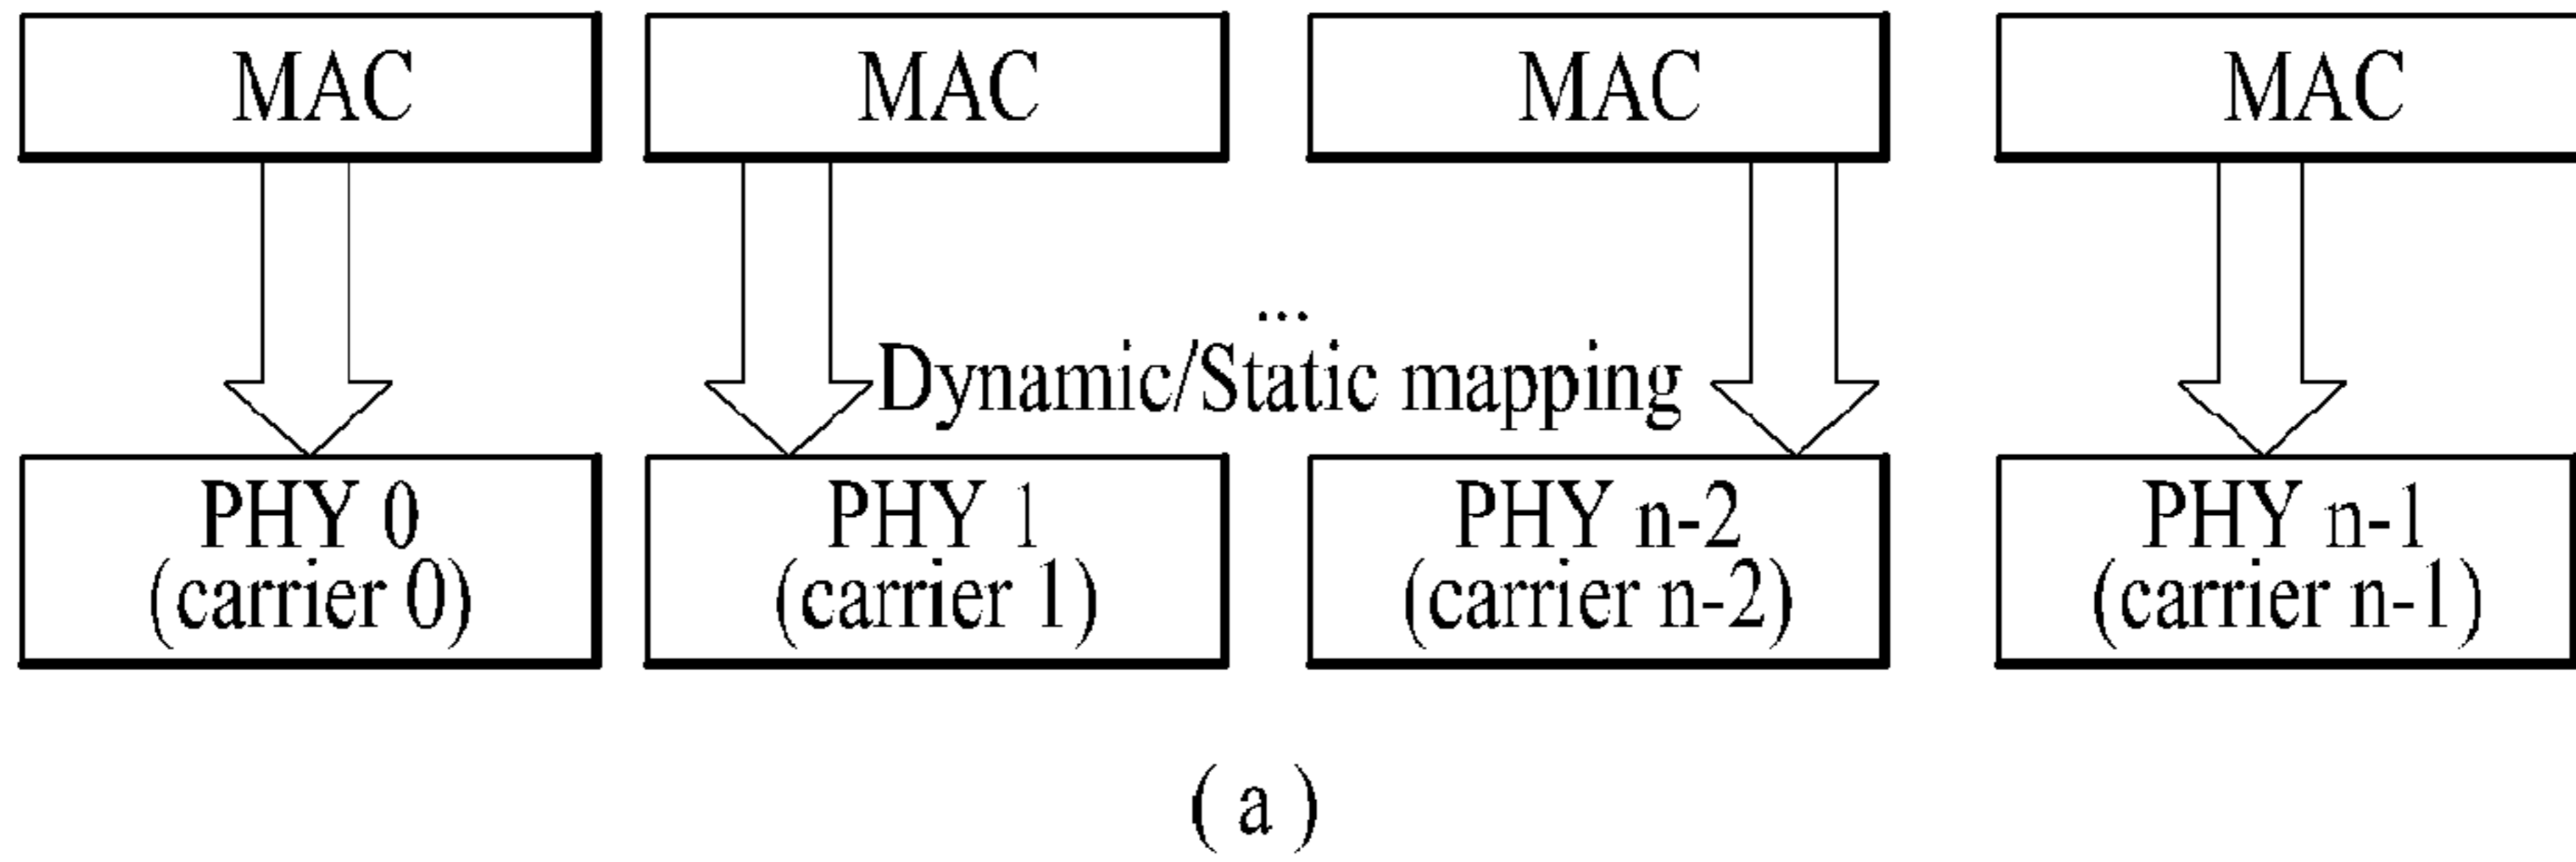 MAC MAC MAC MAC
...
Dynamic/Static mapping
PHY 0 PHY 1 PHY n-2 PHY n-1
(carrier 0) (carrier 1) (carrier n-2) (carrier n-1)
( a )